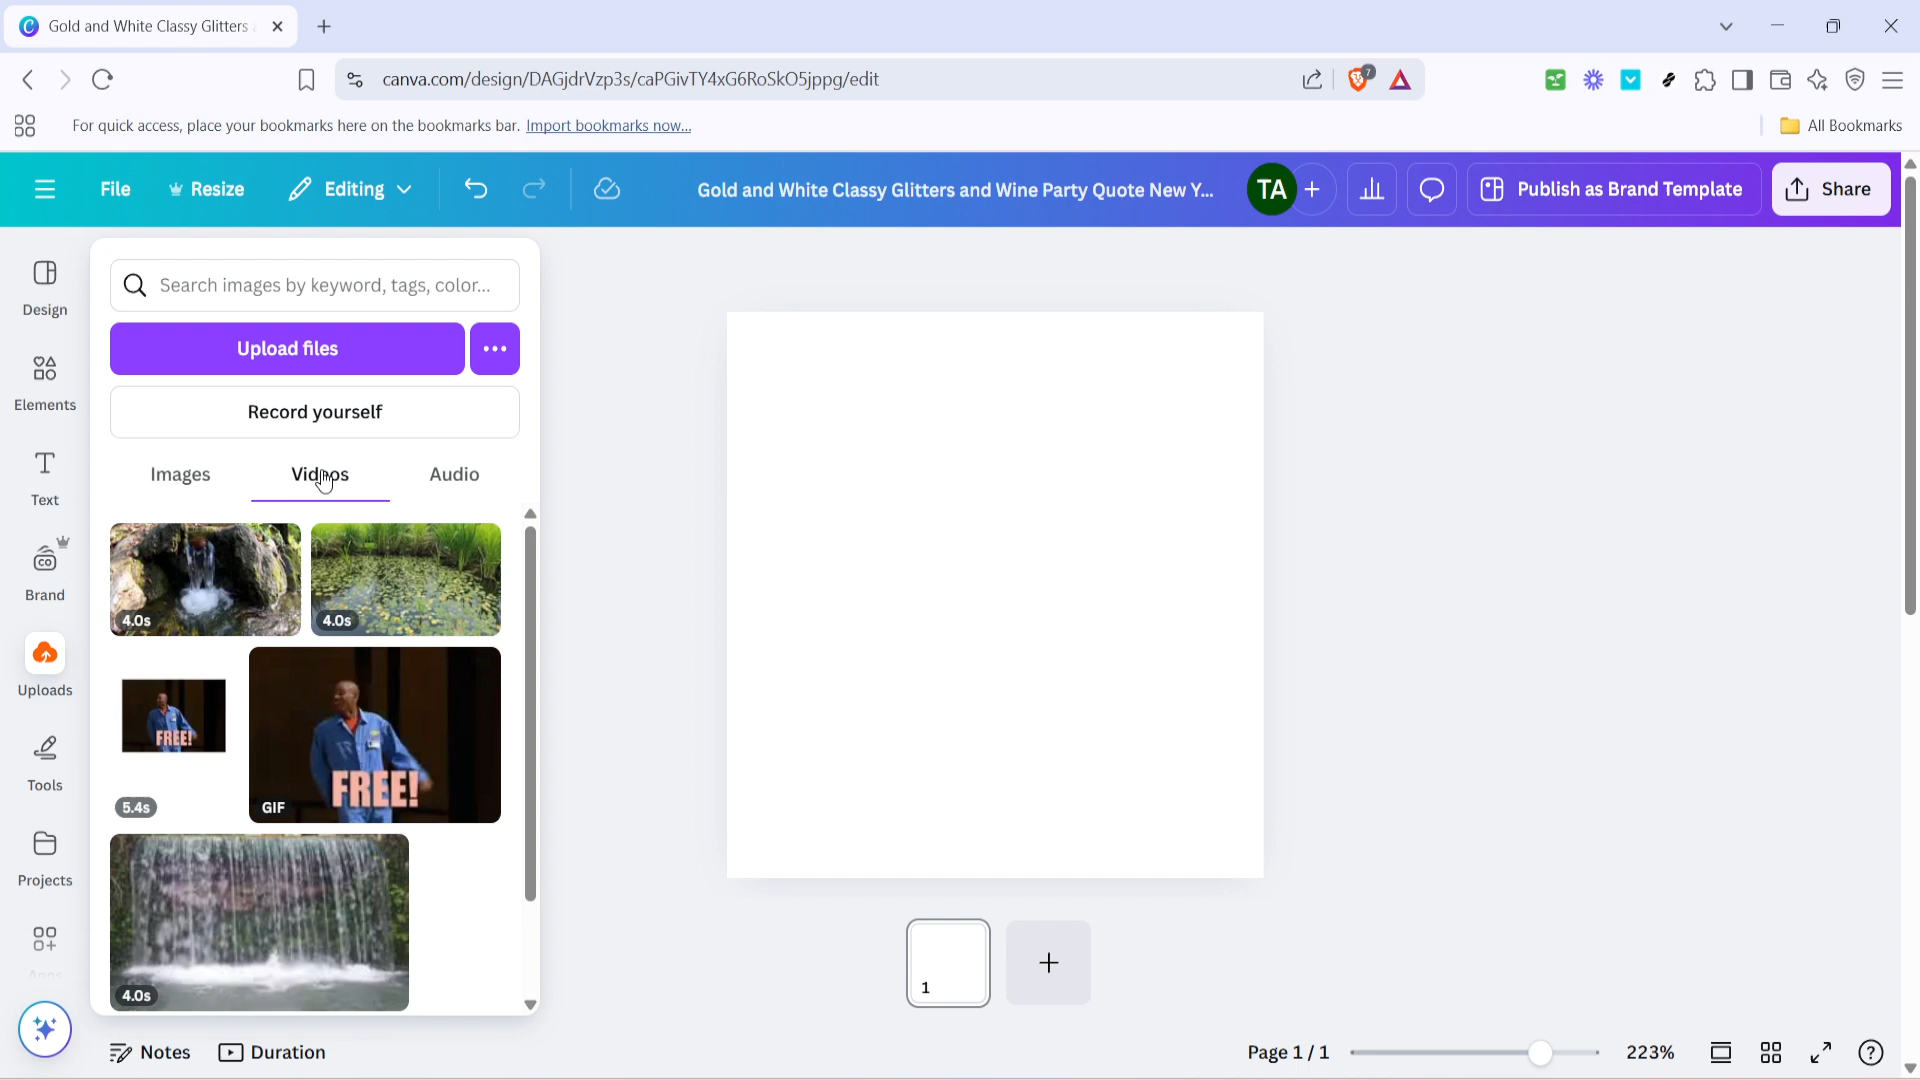 Gold and White Classy Glitters
canva.com/design/DAGjdrVzp3s/caPGivTY4xG6RoSkO5jppg/edit
7
For quick access, place your bookmarks here on the bookmarks bar. Import bookmarks now...
All Bookmarks
File
Resize
Editing
Gold and White Classy Glitters and Wine Party Quote New Y...
TA
Publish as Brand Template
Share
Design
Elements
Text
Brand
Uploads
Tools
Projects
Apps
Search images by keyword, tags, color...
Upload files
Record yourself
Images
Videos
Audio
4.0s
4.0s
FREE!
5.4s
FREE!
GIF
4.0s
1
Notes
Duration
Page 1 / 1
223%